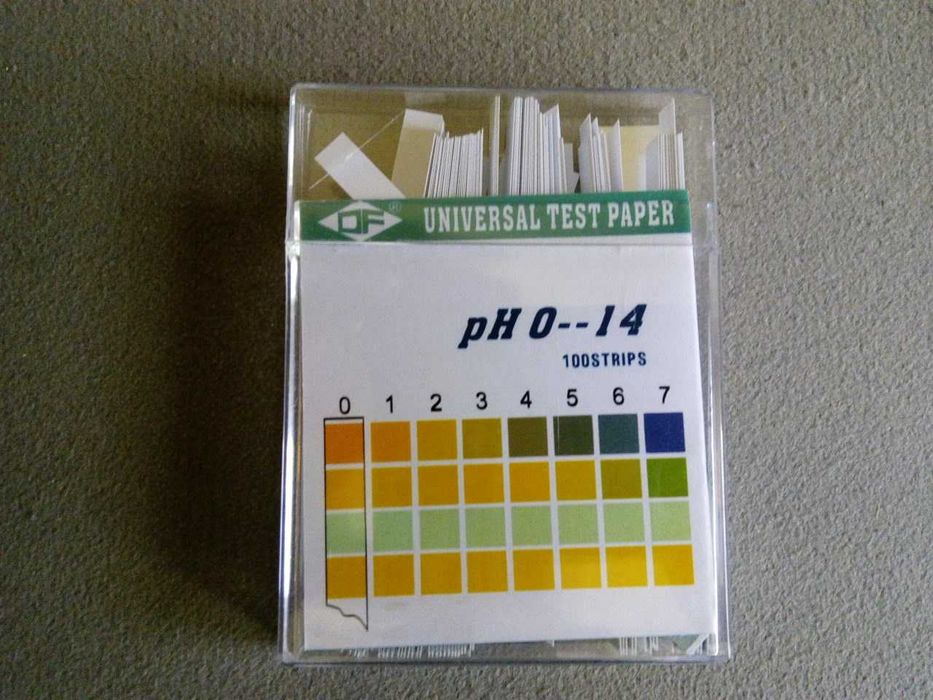 DF® UNIVERSAL TEST PAPER
pH 0--14
100STRIPS
0 1 2 3 4 5 6 7